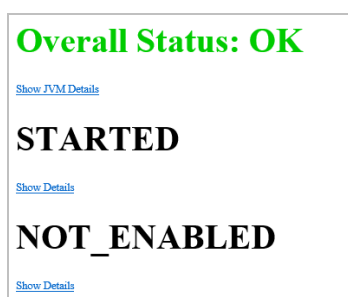 Overall Status: OK
Show JVM Details
STARTED
Show Details
NOT_ENABLED
Show Details